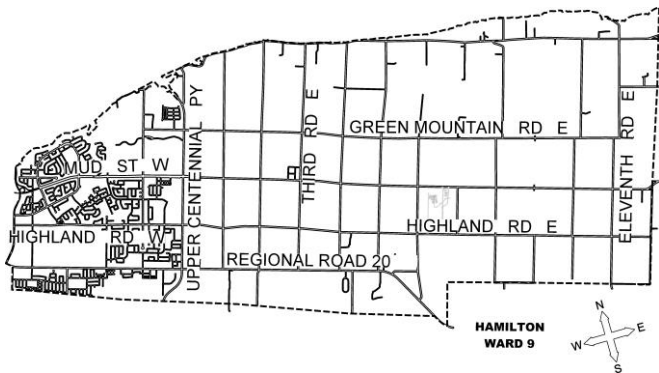 GREEN MOUNTAIN RD E
MUD ST W
UPPER CENTENNIAL PY
THIRD RD E
ELEVENTH RD E
HIGHLAND RD E
HIGHLAND RD W
REGIONAL ROAD 20
HAMILTON
WARD 9
N
E
W
S